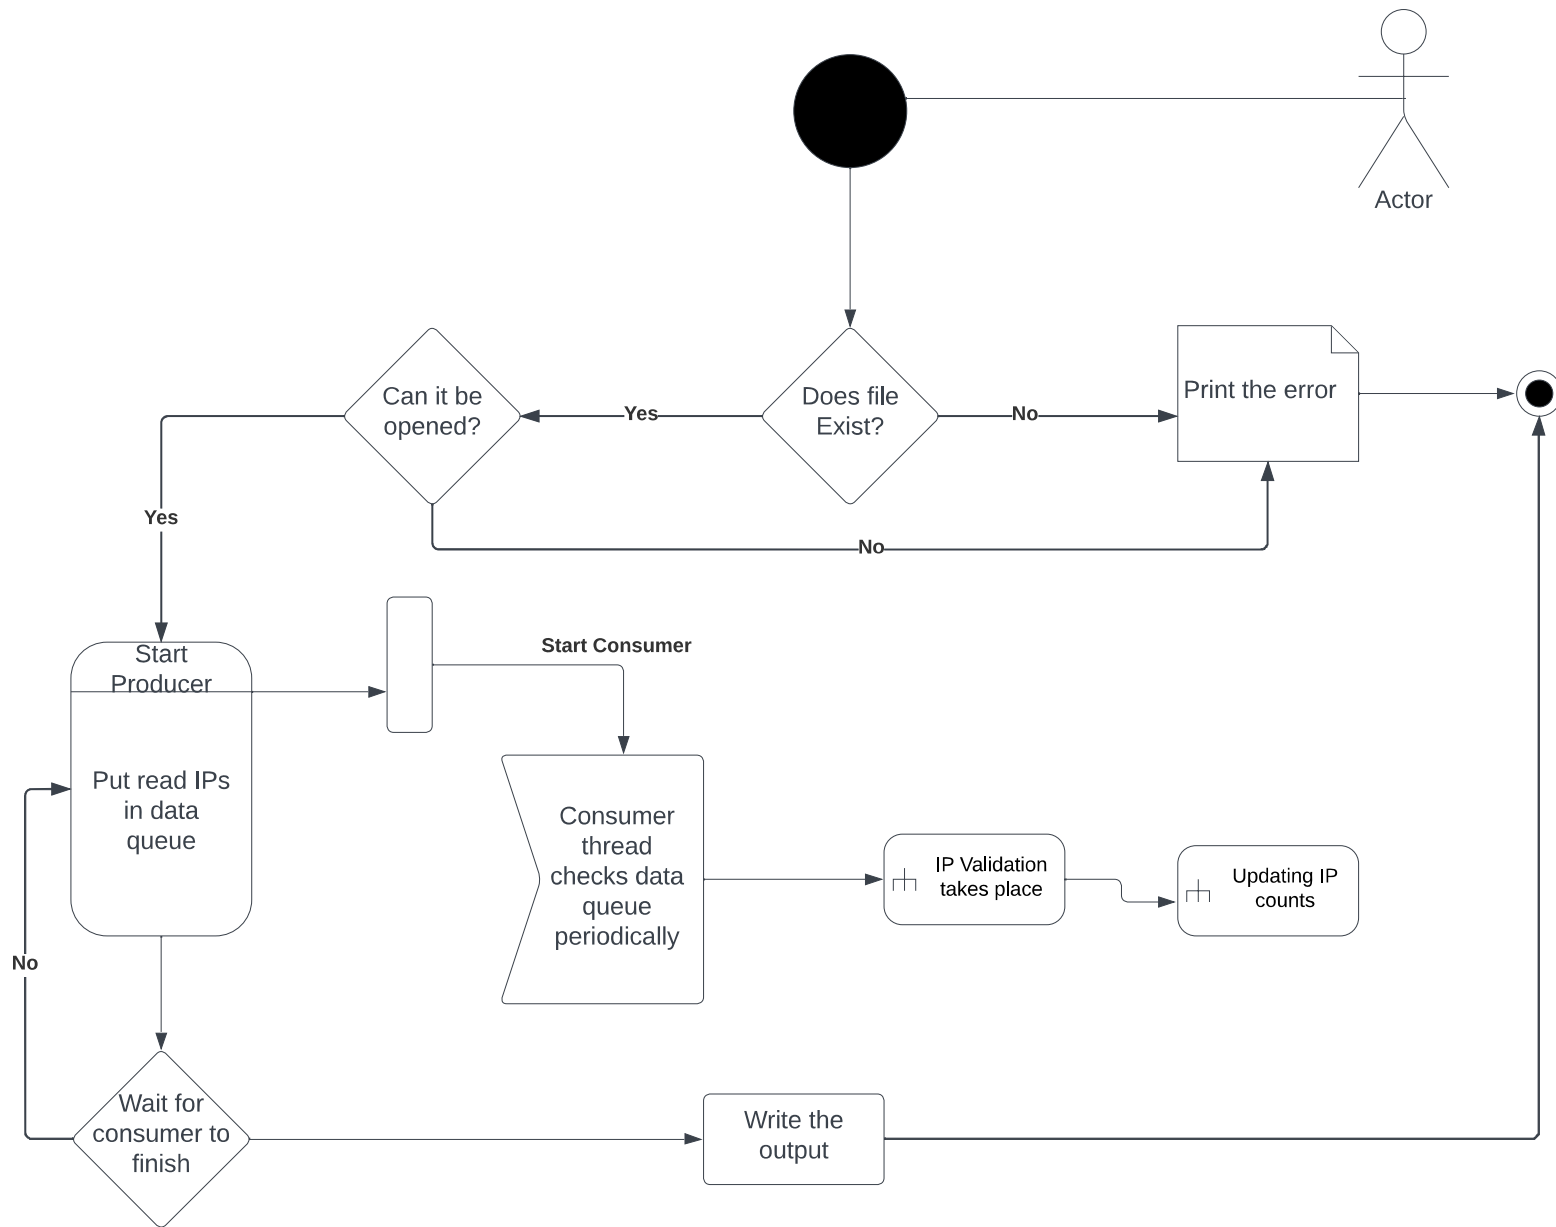 Actor
Does file
Exist?
Yes
No
Can it be
opened?
Print the error
Yes
No
Start
Producer
Put read IPs
in data
queue
Start Consumer
Consumer
thread
checks data
queue
periodically
IP Validation
takes place
Updating IP
counts
No
Wait for
consumer to
finish
Write the
output